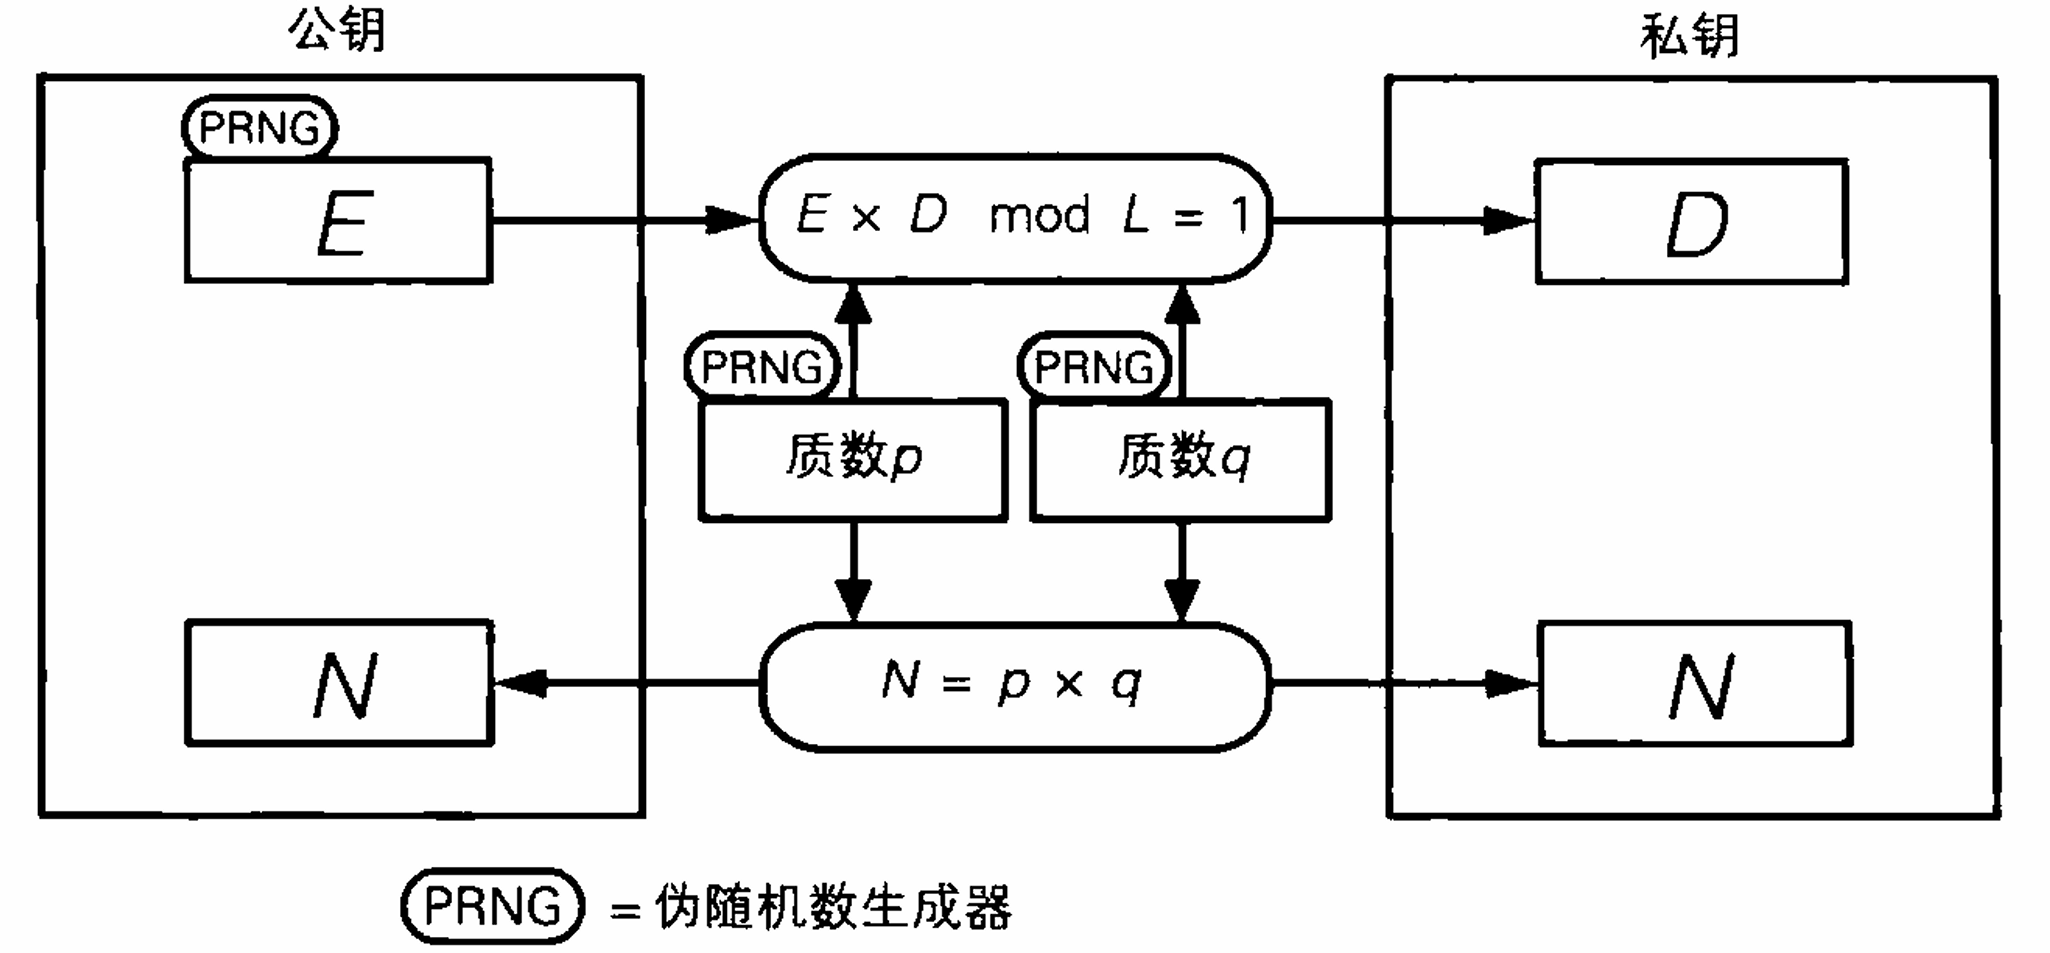 公钥
私钥
PRNG
E
E × D mod L = 1
D
PRNG
PRNG
质数p
质数q
N
N = p × q
N
PRNG = 伪随机数生成器